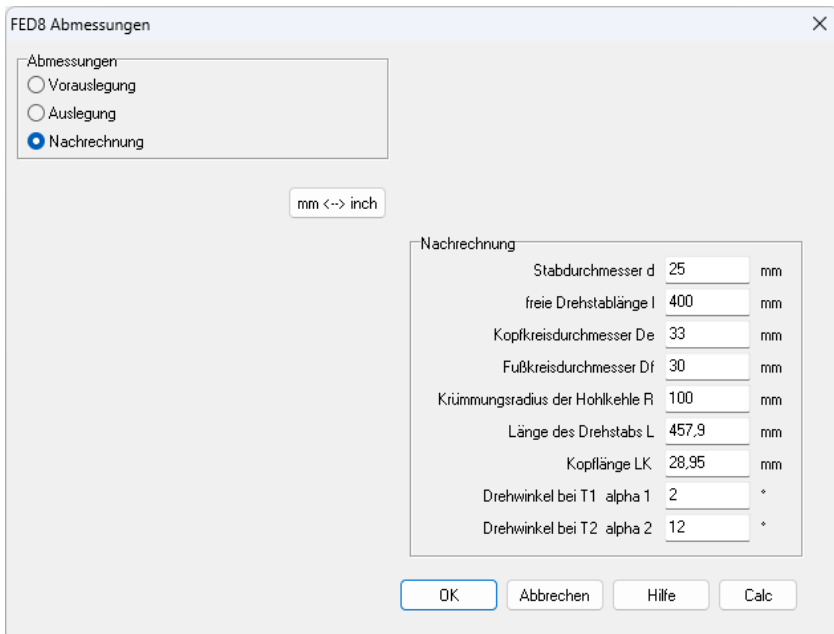 FED8 Abmessungen
Abmessungen
Vorauslegung
Auslegung
Nachrechnung
mm <--> inch
Nachrechnung
Stabdurchmesser d 25 mm
freie Drehstablänge l 400 mm
Kopfkreisdurchmesser De 33 mm
Fußkreisdurchmesser Df 30 mm
Krümmungsradius der Hohlkehle R 100 mm
Länge des Drehstabs L 457,9 mm
Kopflänge LK 28,95 mm
Drehwinkel bei T1 alpha 1 2 °
Drehwinkel bei T2 alpha 2 12 °
OK Abbrechen Hilfe Calc